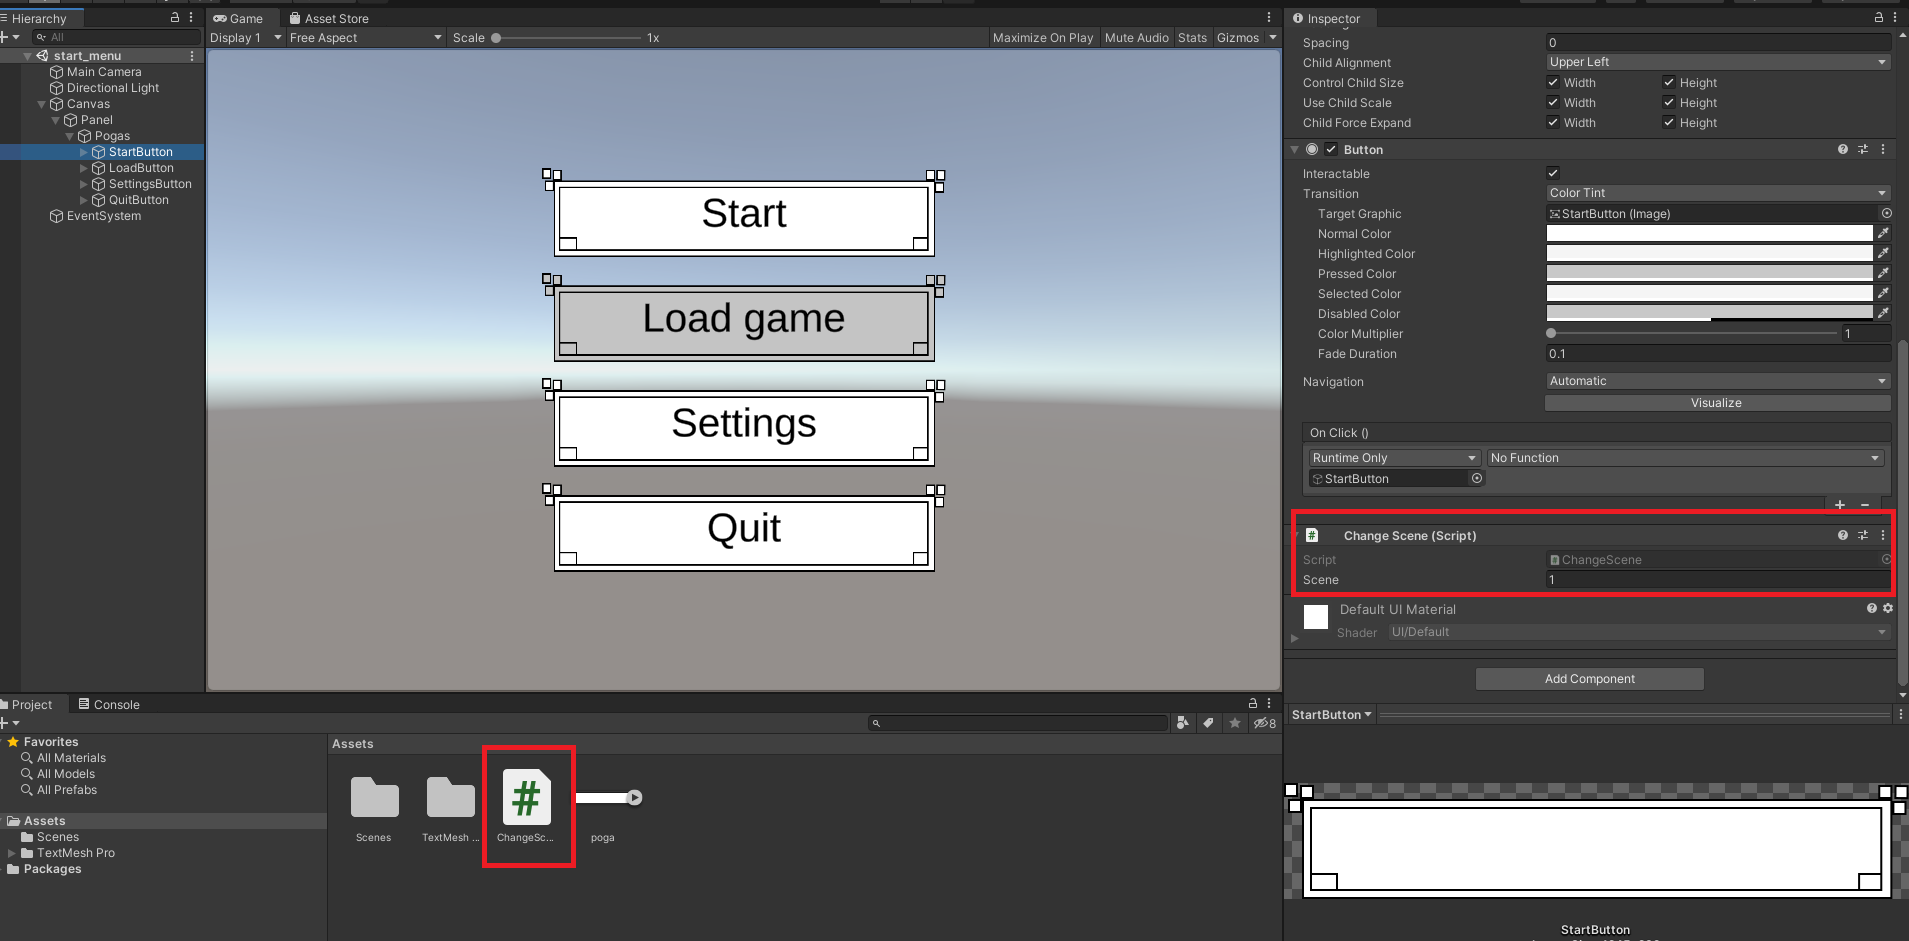 Hierarchy
All
start_menu
Main Camera
Directional Light
Canvas
Panel
Pogas
StartButton
LoadButton
SettingsButton
QuitButton
EventSystem
Game
Asset Store
Display 1
Free Aspect
Scale
1x
Maximize On Play
Mute Audio
Stats
Gizmos
Start
Load game
Settings
Quit
Inspector
Spacing
0
Child Alignment
Upper Left
Control Child Size
Width
Height
Use Child Scale
Width
Height
Child Force Expand
Width
Height
Button
Interactable
Transition
Color Tint
Target Graphic
StartButton (Image)
Normal Color
Highlighted Color
Pressed Color
Selected Color
Disabled Color
Color Multiplier
1
Fade Duration
0.1
Navigation
Automatic
Visualize
On Click ()
Runtime Only
No Function
StartButton
Change Scene (Script)
Script
ChangeScene
Scene
1
Default UI Material
Shader
UI/Default
Add Component
StartButton
StartButton
Project
Console
8
Favorites
All Materials
All Models
All Prefabs
Assets
Scenes
TextMesh Pro
Packages
Assets
Scenes
TextMesh ...
ChangeSc...
poga